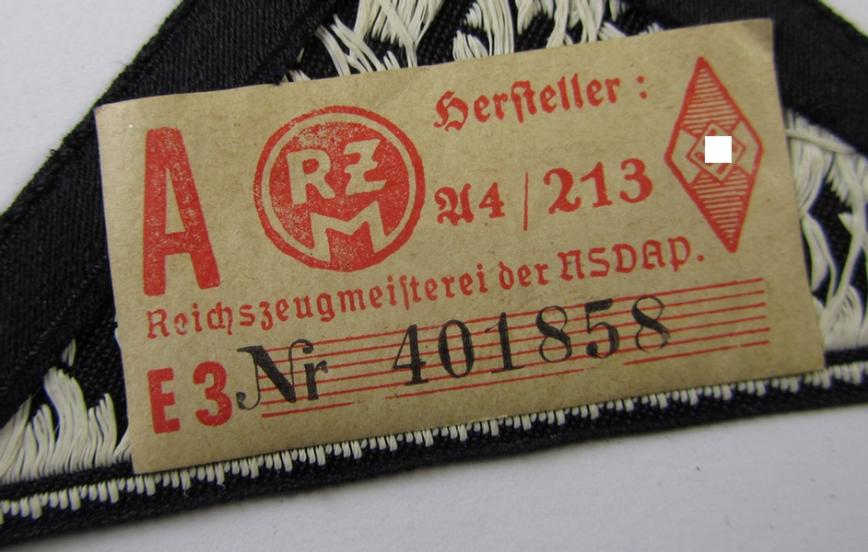 A
RZM
Hersteller :
A4/213
Reichszeugmeisterei der NSDAP.
E3 Nr 401858